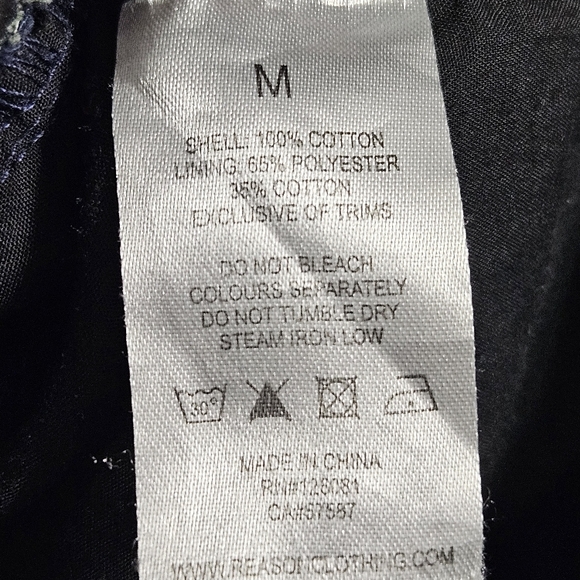 M
SHELL: 100% COTTON
LINING: 65% POLYESTER
35% COTTON
EXCLUSIVE OF TRIMS
DO NOT BLEACH
COLOURS SEPARATELY
DO NOT TUMBLE DRY
STEAM IRON LOW
30°
MADE IN CHINA
RN#126081
CA#57587
WWW.REASONCLOTHING.COM